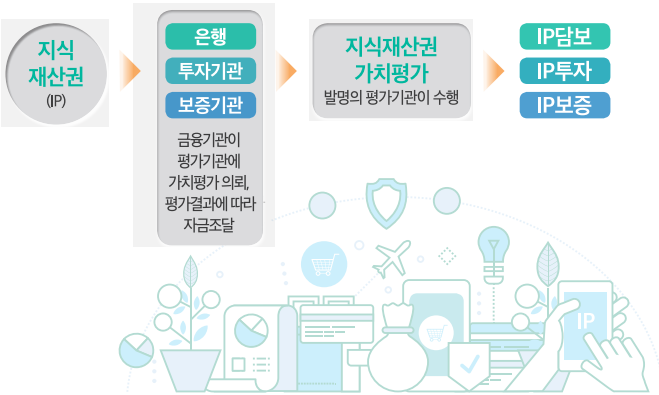 지식
재산권
(IP)
은행
투자기관
보증기관
금융기관이
평가기관에
가치평가 의뢰,
평가결과에 따라
자금조달
지식재산권
가치평가
발명의 평가기관이 수행
IP담보
IP투자
IP보증
IP